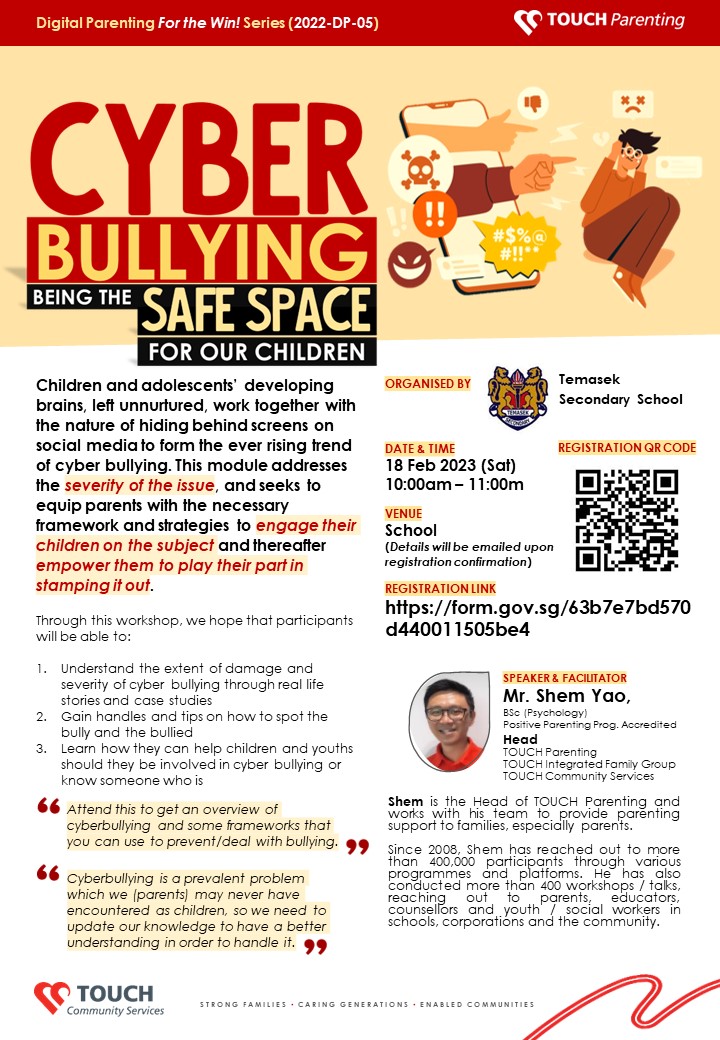 Digital Parenting For the Win! Series (2022-DP-05)
TOUCH Parenting
CYBER
BULLYING
BEING THE SAFE SPACE
FOR OUR CHILDREN
!!
#$%@
#!!*
Children and adolescents' developing
brains, left unnurtured, work together with
the nature of hiding behind screens on
social media to form the ever rising trend
of cyber bullying. This module addresses
the severity of the issue, and seeks to
equip parents with the necessary
framework and strategies to engage their
children on the subject and thereafter
empower them to play their part in
stamping it out.
Through this workshop, we hope that participants
will be able to:
1. Understand the extent of damage and
severity of cyber bullying through real life
stories and case studies
2. Gain handles and tips on how to spot the
bully and the bullied
3. Learn how they can help children and youths
should they be involved in cyber bullying or
know someone who is
“ Attend this to get an overview of
cyberbullying and some frameworks that
you can use to prevent/deal with bullying. ”
“ Cyberbullying is a prevalent problem
which we (parents) may never have
encountered as children, so we need to
update our knowledge to have a better
understanding in order to handle it. ”
ORGANISED BY
TEMASEK
SECONDARY
Temasek
Secondary School
DATE & TIME
18 Feb 2023 (Sat)
10:00am – 11:00m
REGISTRATION QR CODE
VENUE
School
(Details will be emailed upon
registration confirmation)
REGISTRATION LINK
https://form.gov.sg/63b7e7bd570
d440011505be4
SPEAKER & FACILITATOR
Mr. Shem Yao,
BSc (Psychology)
Positive Parenting Prog. Accredited
Head
TOUCH Parenting
TOUCH Integrated Family Group
TOUCH Community Services
Shem is the Head of TOUCH Parenting and
works with his team to provide parenting
support to families, especially parents.
Since 2008, Shem has reached out to more
than 400,000 participants through various
programmes and platforms. He has also
conducted more than 400 workshops / talks,
reaching out to parents, educators,
counsellors and youth / social workers in
schools, corporations and the community.
TOUCH
Community Services
STRONG FAMILIES • CARING GENERATIONS • ENABLED COMMUNITIES